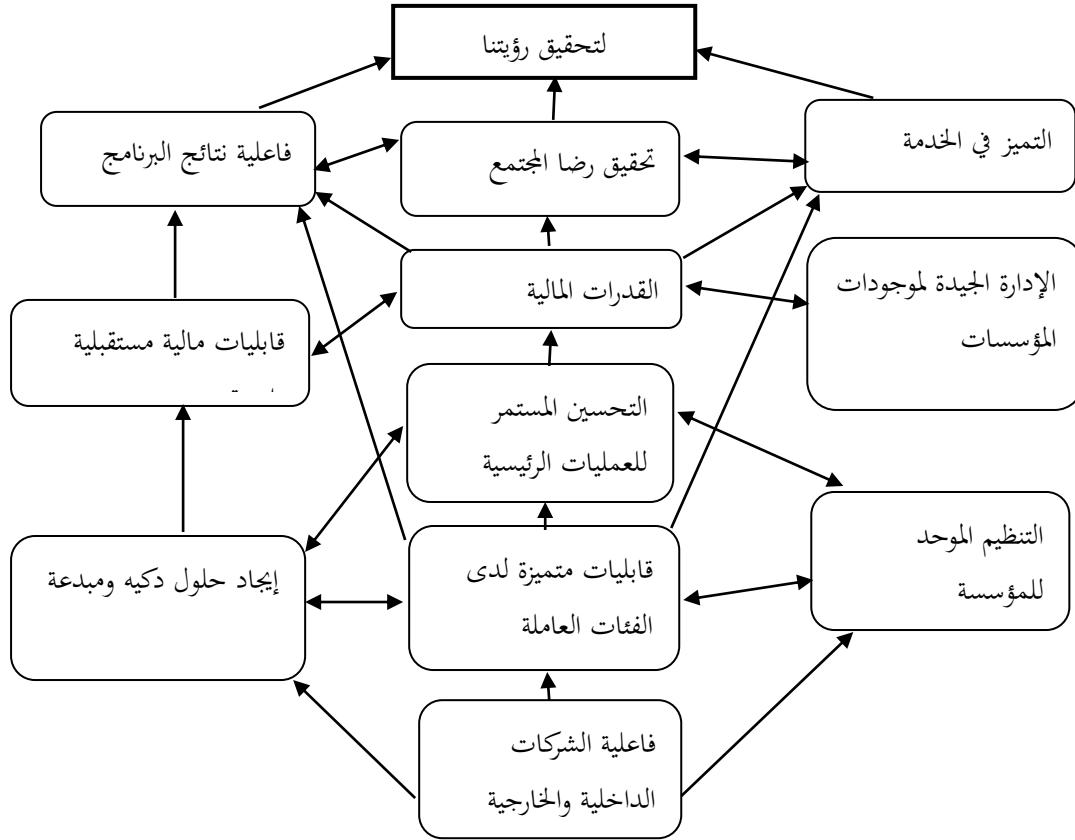 لتحقيق رؤيتنا
التميز في الخدمة
تحقيق رضا المجتمع
فاعلية نتائج البرنامج
الإدارة الجيدة لموجودات
المؤسسات
القدرات المالية
قابليات مالية مستقبلية
التحسين المستمر
للعمليات الرئيسية
التنظيم الموحد
للمؤسسة
قابليات متميزة لدى
الفئات العاملة
إيجاد حلول دكيه ومبدعة
فاعلية الشركات
الداخلية والخارجية